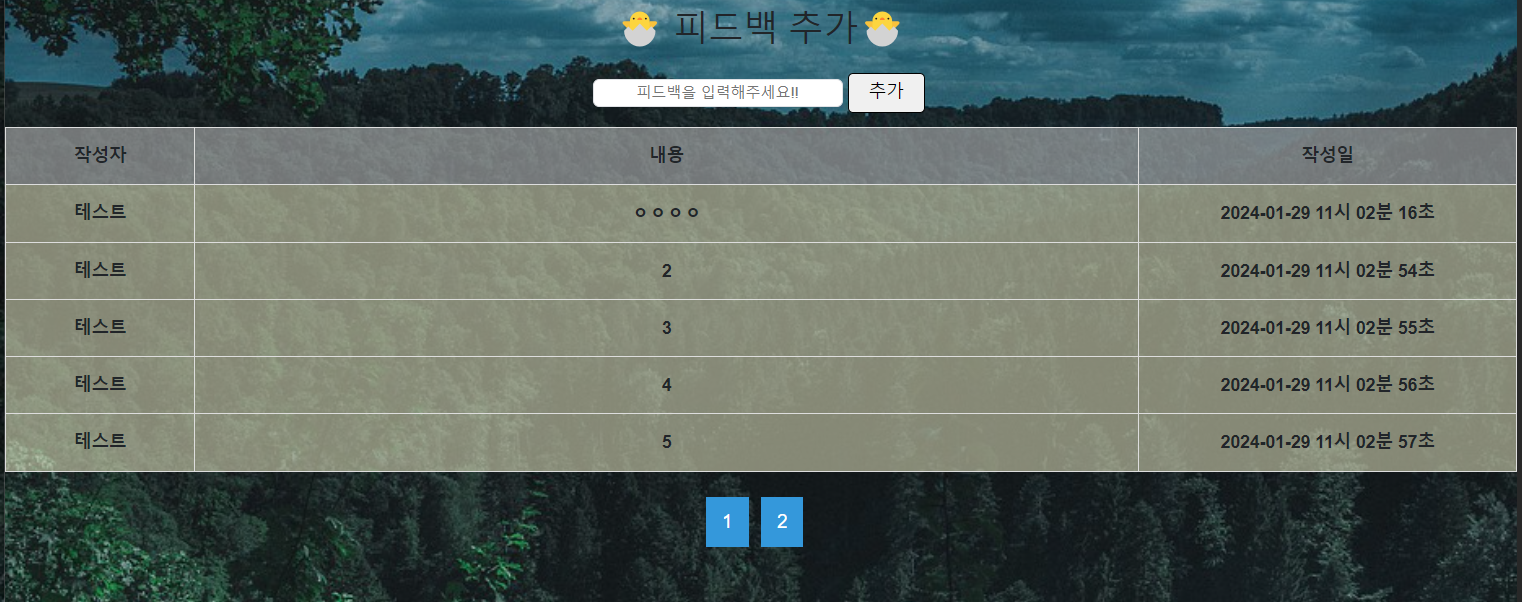 피드백 추가
피드백을 입력해주세요!! 추가
작성자 내용 작성일
테스트 ㅇㅇㅇㅇ 2024-01-29 11시 02분 16초
테스트 2 2024-01-29 11시 02분 54초
테스트 3 2024-01-29 11시 02분 55초
테스트 4 2024-01-29 11시 02분 56초
테스트 5 2024-01-29 11시 02분 57초
1 2